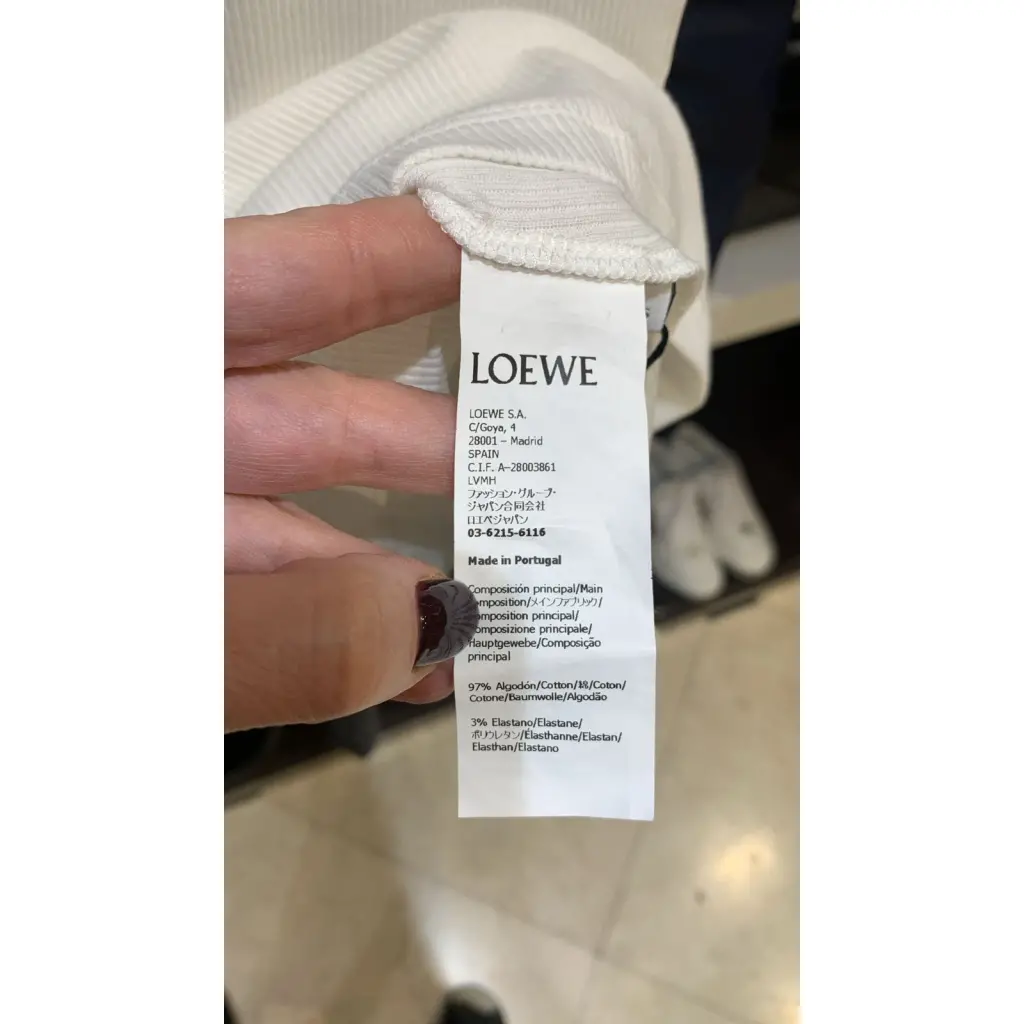 LOEWE
LOEWE S.A.
C/Goya, 4
28001 – Madrid
SPAIN
C.I.F. A–28003861
LVMH
ファッション・グループ・
ジャパン合同会社
ロエベジャパン
03-6215-6116
Made in Portugal
Composición principal/Main
omposition/メインファブリック/
omposition principal/
omposizione principale/
Hauptgewebe/Composição
principal
97% Algodón/Cotton/綿/Coton/
Cotone/Baumwolle/Algodão
3% Elastano/Elastane/
ポリウレタン/Élasthanne/Elastan/
Elasthan/Elastano